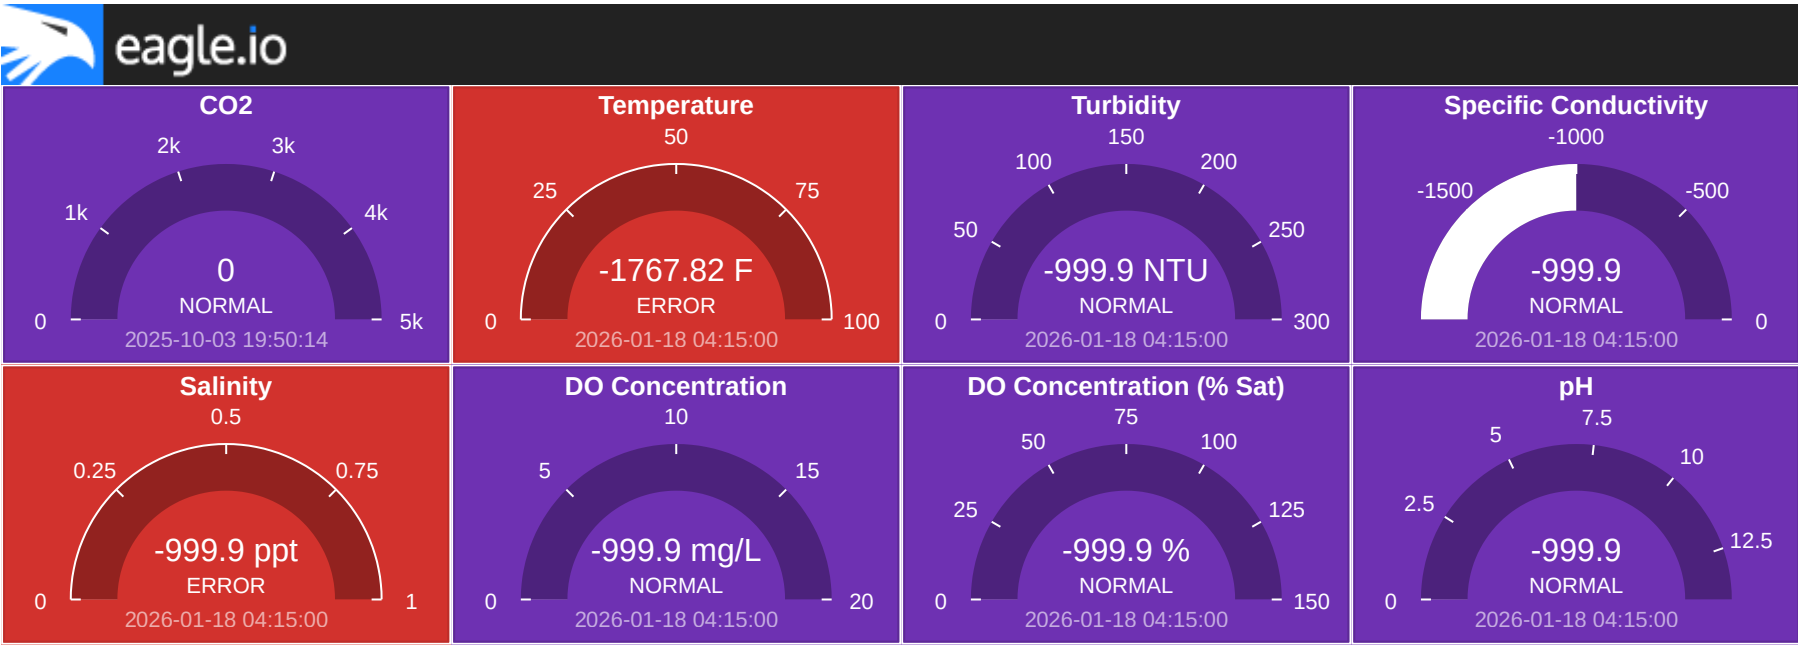 eagle.io
CO2
2k
3k
1k
4k
0
NORMAL
0
5k
2025-10-03 19:50:14
Temperature
50
25
75
-1767.82 F
ERROR
0
100
2026-01-18 04:15:00
Turbidity
150
100
200
50
250
-999.9 NTU
NORMAL
0
300
2026-01-18 04:15:00
Specific Conductivity
-1000
-1500
-500
-999.9
NORMAL
0
2026-01-18 04:15:00
Salinity
0.5
0.25
0.75
-999.9 ppt
ERROR
0
1
2026-01-18 04:15:00
DO Concentration
10
5
15
-999.9 mg/L
NORMAL
0
20
2026-01-18 04:15:00
DO Concentration (% Sat)
75
50
100
25
125
-999.9 %
NORMAL
0
150
2026-01-18 04:15:00
pH
7.5
5
10
2.5
12.5
-999.9
NORMAL
0
2026-01-18 04:15:00